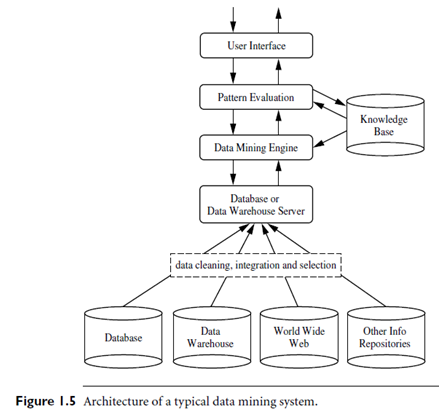 User Interface
Pattern Evaluation
Knowledge
Base
Data Mining Engine
Database or
Data Warehouse Server
data cleaning, integration and selection
Database
Data
Warehouse
World Wide
Web
Other Info
Repositories
Figure 1.5 Architecture of a typical data mining system.